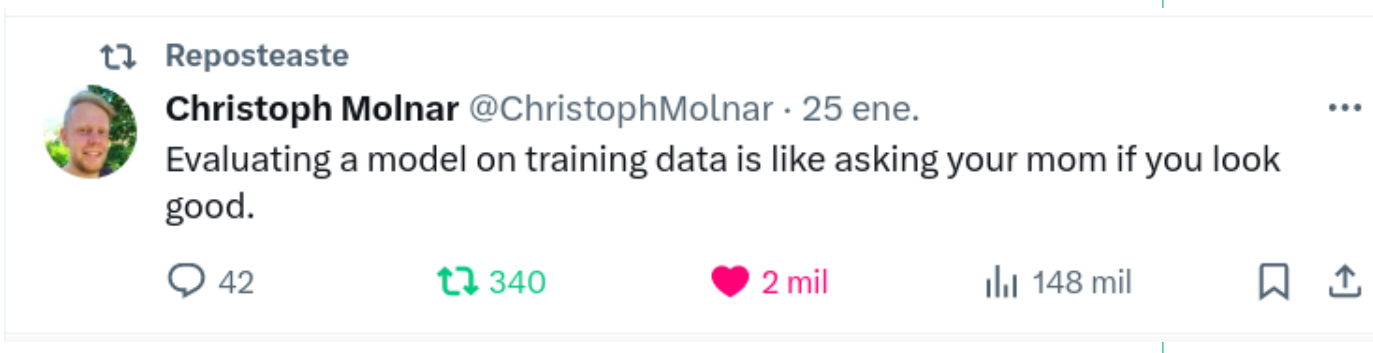 Reposteaste
Christoph Molnar @ChristophMolnar · 25 ene.
Evaluating a model on training data is like asking your mom if you look
good.
42 340 2 mil 148 mil